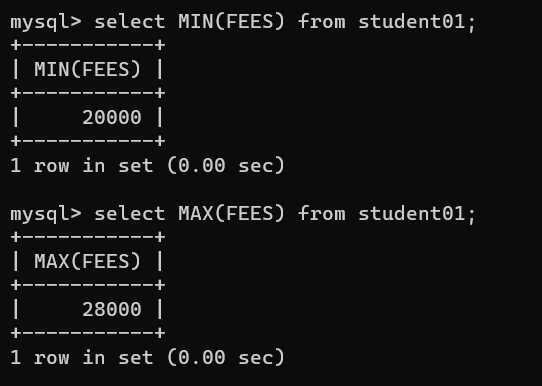 mysql> select MIN(FEES) from student01;
+-----------+
| MIN(FEES) |
+-----------+
|     20000 |
+-----------+
1 row in set (0.00 sec)

mysql> select MAX(FEES) from student01;
+-----------+
| MAX(FEES) |
+-----------+
|     28000 |
+-----------+
1 row in set (0.00 sec)